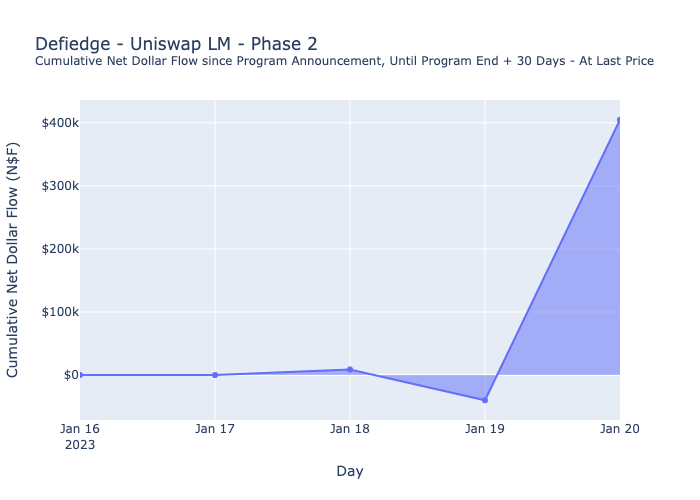 Defiedge - Uniswap LM - Phase 2
Cumulative Net Dollar Flow since Program Announcement, Until Program End + 30 Days - At Last Price
Cumulative Net Dollar Flow (N$F)
$400k
$300k
$200k
$100k
$0
Jan 16
2023
Jan 17
Jan 18
Jan 19
Jan 20
Day